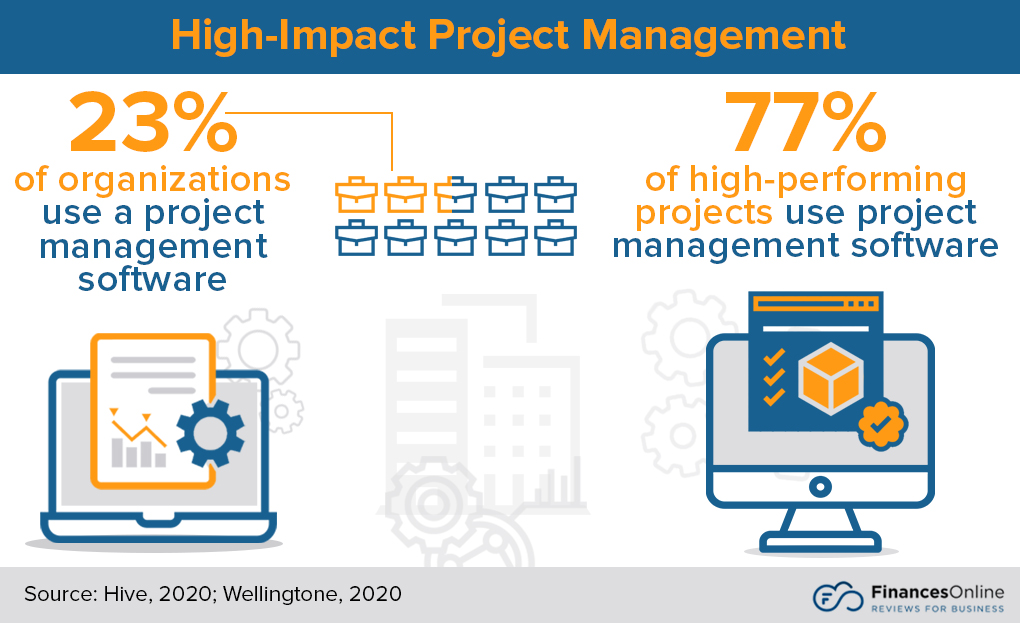 High-Impact Project Management
23%
of organizations
use a project
management
software
77%
of high-performing
projects use project
management software
Source: Hive, 2020; Wellingtone, 2020
FinancesOnline
REVIEWS FOR BUSINESS